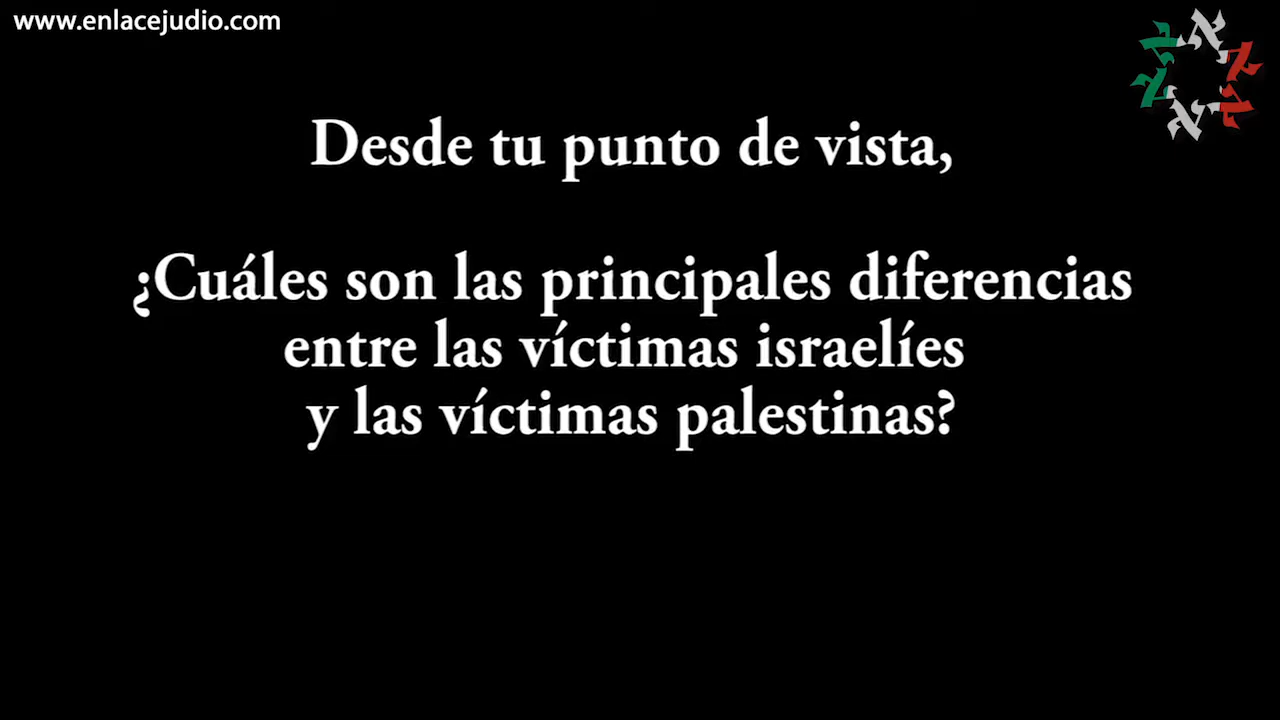 www.enlacejudio.com
Desde tu punto de vista,
¿Cuáles son las principales diferencias
entre las víctimas israelíes
y las víctimas palestinas?